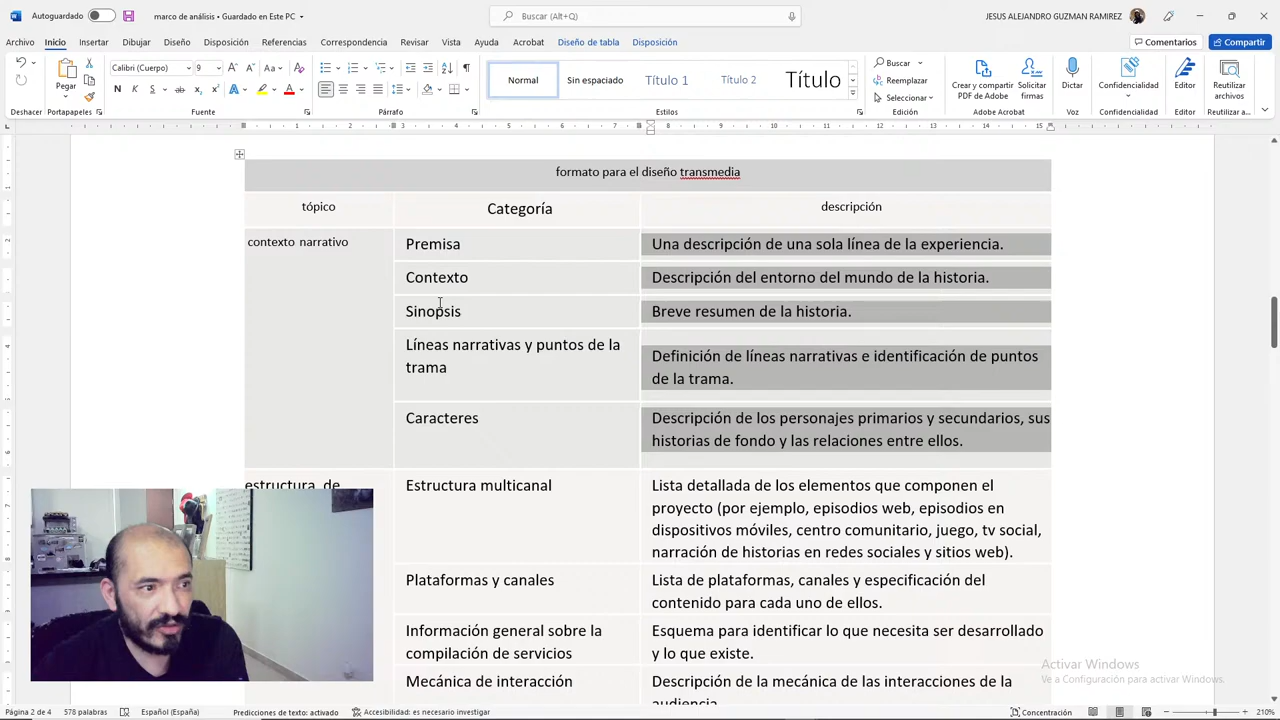 Autoguardado
marco de análisis • Guardado en Este PC
Buscar (Alt+Q)
JESUS ALEJANDRO GUZMAN RAMIREZ
Archivo Inicio Insertar Dibujar Diseño Disposición Referencias Correspondencia Revisar Vista Ayuda Acrobat Diseño de tabla Disposición
Comentarios Compartir
Calibri (Cuerpo) 9
Pegar
N K S
Normal
Sin espaciado
Título 1
Título 2
Título
Buscar
Reemplazar
Seleccionar
Crear y compartir PDF de Adobe
Solicitar firmas
Dictar
Confidencialidad
Editor
Reutilizar archivos
Deshacer Portapapeles Fuente Párrafo Estilos Edición Adobe Acrobat Voz Confidencialidad Editor Reutilizar archivos
formato para el diseño transmedia
tópico Categoría descripción
contexto narrativo
Premisa Una descripción de una sola línea de la experiencia.
Contexto Descripción del entorno del mundo de la historia.
Sinopsis Breve resumen de la historia.
Líneas narrativas y puntos de la
trama
Definición de líneas narrativas e identificación de puntos
de la trama.
Caracteres
Descripción de los personajes primarios y secundarios, sus
historias de fondo y las relaciones entre ellos.
estructura de
Estructura multicanal
Lista detallada de los elementos que componen el
proyecto (por ejemplo, episodios web, episodios en
dispositivos móviles, centro comunitario, juego, tv social,
narración de historias en redes sociales y sitios web).
Plataformas y canales
Lista de plataformas, canales y especificación del
contenido para cada uno de ellos.
Información general sobre la
compilación de servicios
Esquema para identificar lo que necesita ser desarrollado
y lo que existe.
Mecánica de interacción
Descripción de la mecánica de las interacciones de la
audiencia
Activar Windows
Ve a Configuración para activar Windows.
Página 2 de 4 578 palabras Español (España) Predicciones de texto: activado Accesibilidad: es necesario investigar Concentración 210%